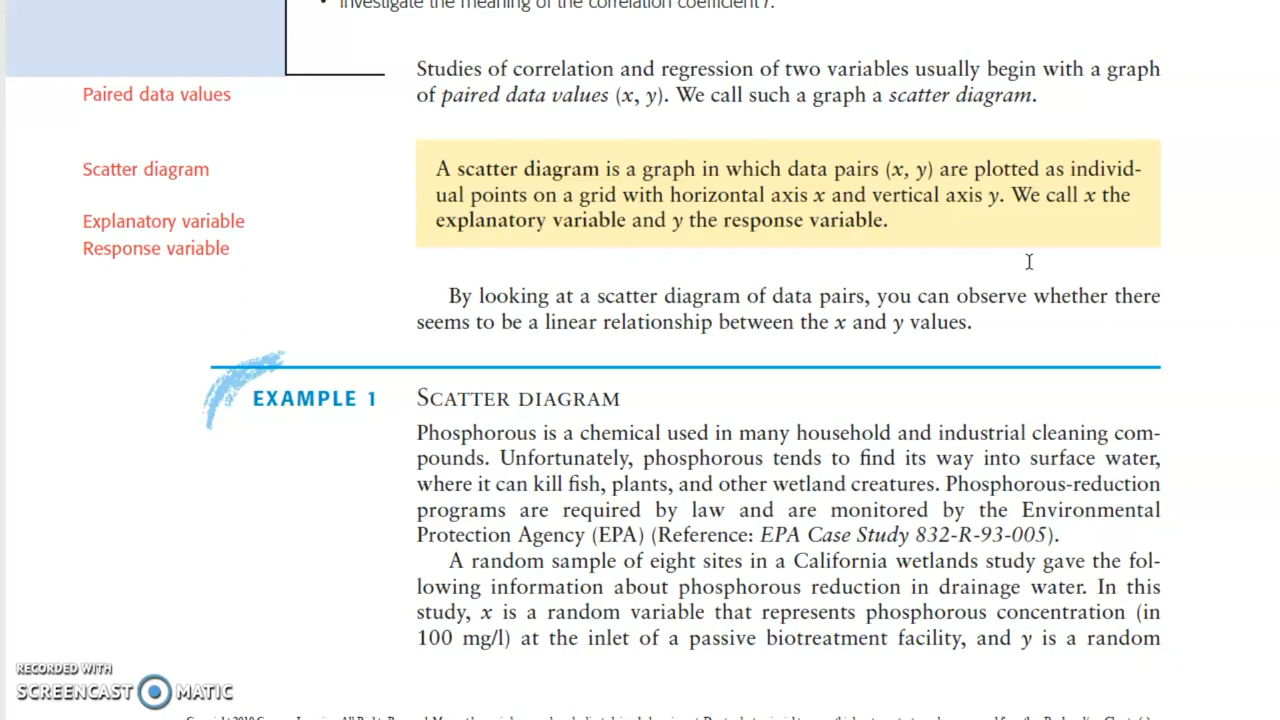 • Investigate the meaning of the correlation coefficient r.
Studies of correlation and regression of two variables usually begin with a graph
of paired data values (x, y). We call such a graph a scatter diagram.
Paired data values
A scatter diagram is a graph in which data pairs (x, y) are plotted as individ-
ual points on a grid with horizontal axis x and vertical axis y. We call x the
explanatory variable and y the response variable.
Scatter diagram
Explanatory variable
Response variable
By looking at a scatter diagram of data pairs, you can observe whether there
seems to be a linear relationship between the x and y values.
EXAMPLE 1
SCATTER DIAGRAM
Phosphorous is a chemical used in many household and industrial cleaning com-
pounds. Unfortunately, phosphorous tends to find its way into surface water,
where it can kill fish, plants, and other wetland creatures. Phosphorous-reduction
programs are required by law and are monitored by the Environmental
Protection Agency (EPA) (Reference: EPA Case Study 832-R-93-005).
A random sample of eight sites in a California wetlands study gave the fol-
lowing information about phosphorous reduction in drainage water. In this
study, x is a random variable that represents phosphorous concentration (in
100 mg/l) at the inlet of a passive biotreatment facility, and y is a random
RECORDED WITH
SCREENCAST MATIC